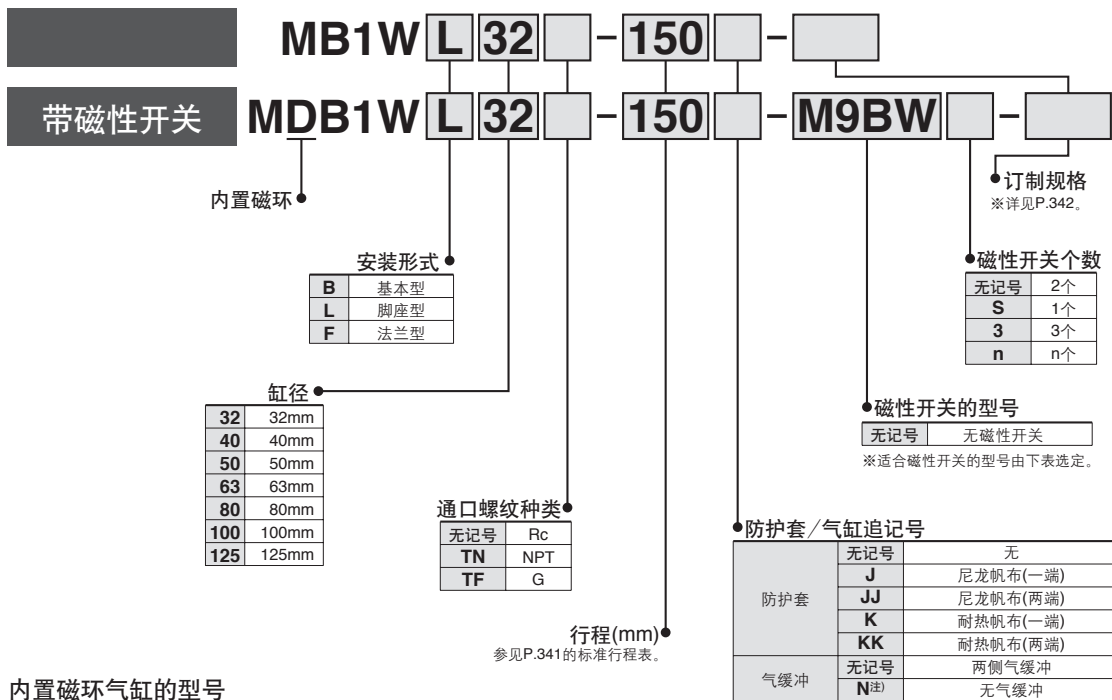 MB1W L 32 - 150 -
带磁性开关 MDB1W L 32 - 150 - M9BW -
内置磁环
订制规格
※详见P.342。
安装形式
B 基本型
L 脚座型
F 法兰型
磁性开关个数
无记号 2个
S 1个
3 3个
n n个
缸径
32 32mm
40 40mm
50 50mm
63 63mm
80 80mm
100 100mm
125 125mm
磁性开关的型号
无记号 无磁性开关
※适合磁性开关的型号由下表选定。
通口螺纹种类
无记号 Rc
TN NPT
TF G
防护套/气缸追记号
防护套
无记号 无
J 尼龙帆布(一端)
JJ 尼龙帆布(两端)
K 耐热帆布(一端)
KK 耐热帆布(两端)
气缓冲
无记号 两侧气缓冲
N注) 无气缓冲
行程(mm)
参见P.341的标准行程表。
内置磁环气缸的型号